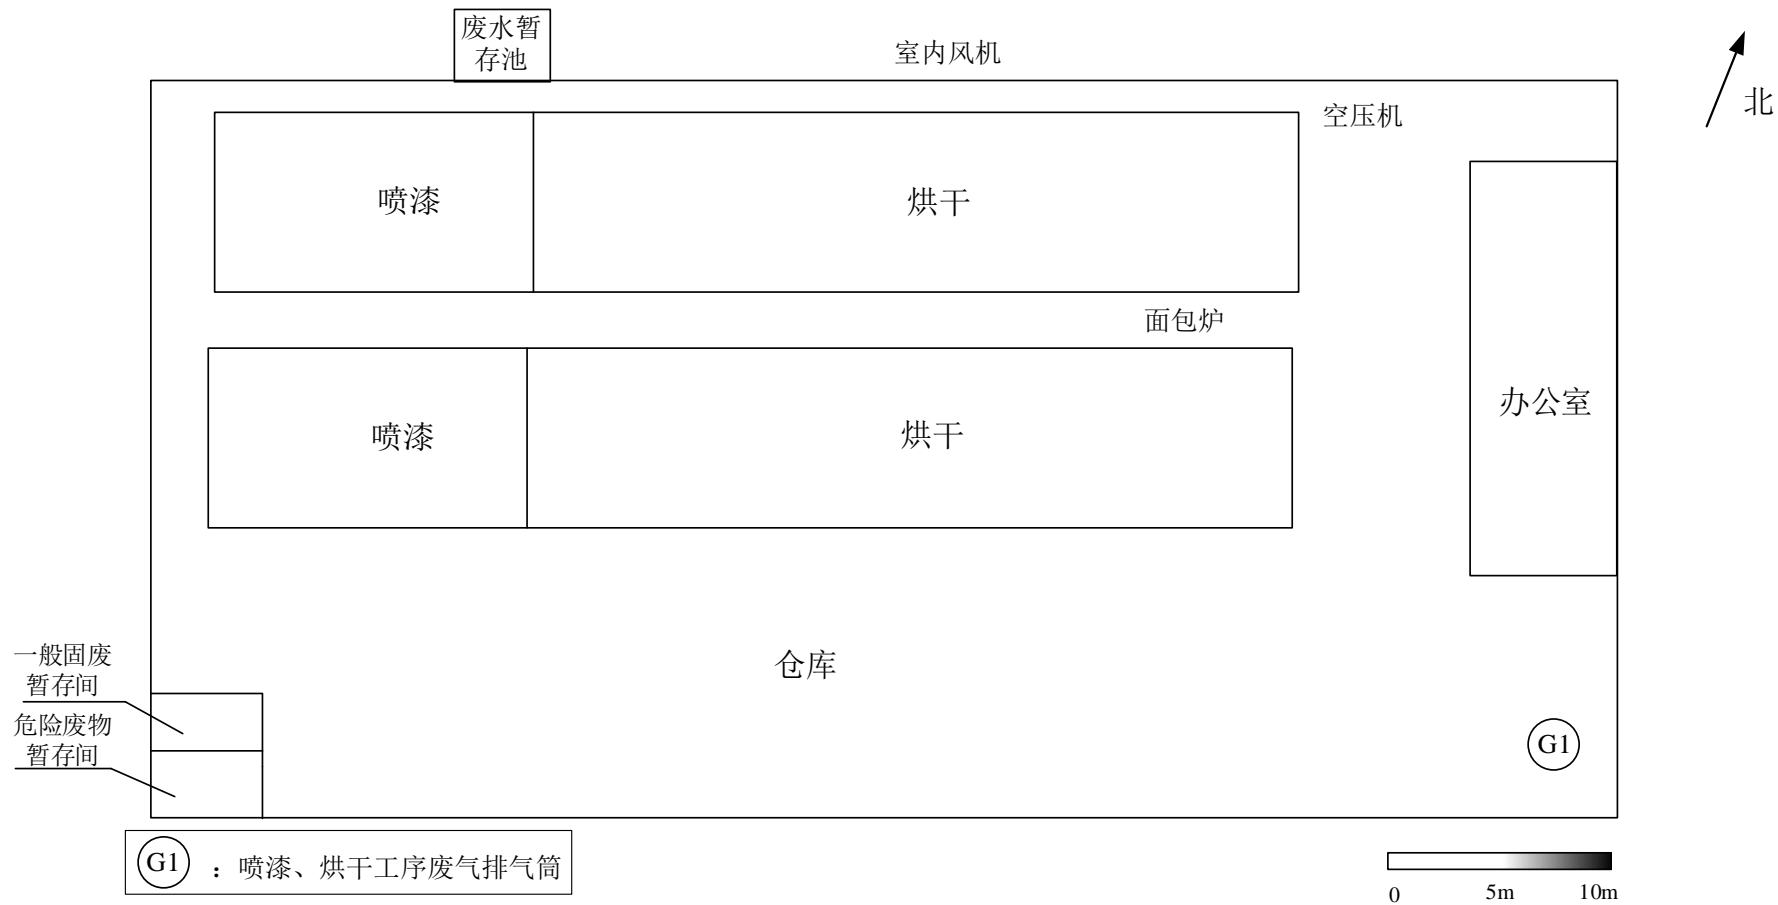 废水暂
存池
室内风机
北
空压机
喷漆
烘干
面包炉
办公室
喷漆
烘干
一般固废
暂存间
仓库
危险废物
暂存间
G1
G1 ：喷漆、烘干工序废气排气筒
0 5m 10m